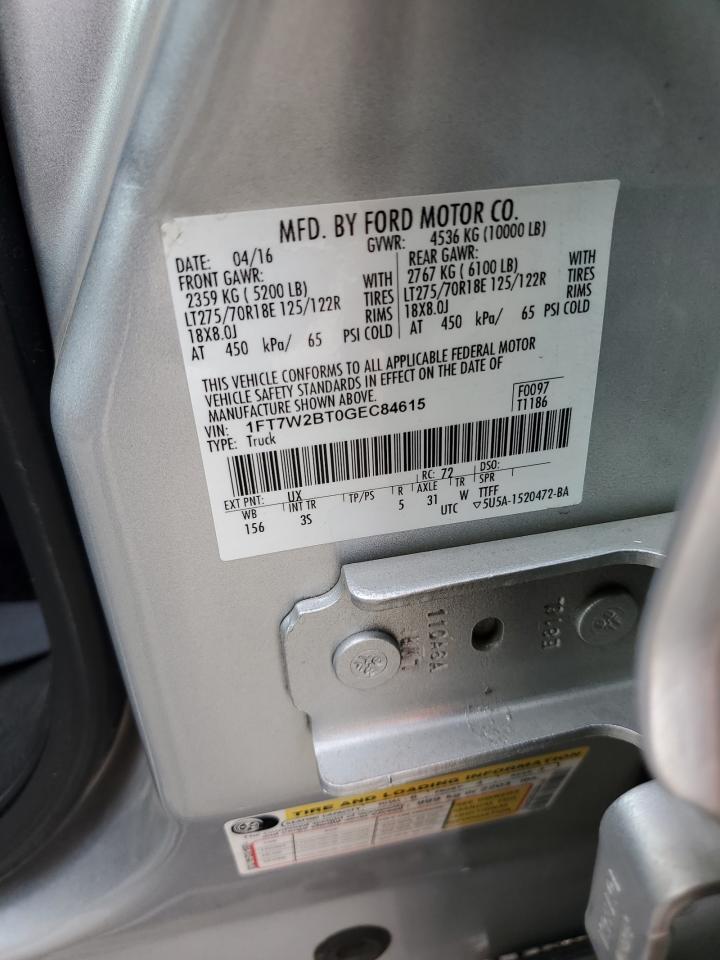 MFD. BY FORD MOTOR CO.
DATE: 04/16 GVWR: 4536 KG (10000 LB)
FRONT GAWR: REAR GAWR:
2359 KG ( 5200 LB) WITH 2767 KG ( 6100 LB) WITH
LT275/70R18E 125/122R TIRES LT275/70R18E 125/122R TIRES
18X8.0J RIMS 18X8.0J RIMS
AT 450 kPa/ 65 PSI COLD AT 450 kPa/ 65 PSI COLD
THIS VEHICLE CONFORMS TO ALL APPLICABLE FEDERAL MOTOR
VEHICLE SAFETY STANDARDS IN EFFECT ON THE DATE OF
MANUFACTURE SHOWN ABOVE.
VIN: 1FT7W2BT0GEC84615 F0097
TYPE: Truck T1186
EXT PNT: UX RC: 72 DSO:
WB INT TR TP/PS R AXLE TR SPR
156 3S 5 31 W TTFF
UTC ▽5U5A-1520472-BA
TIRE AND LOADING INFORMATION